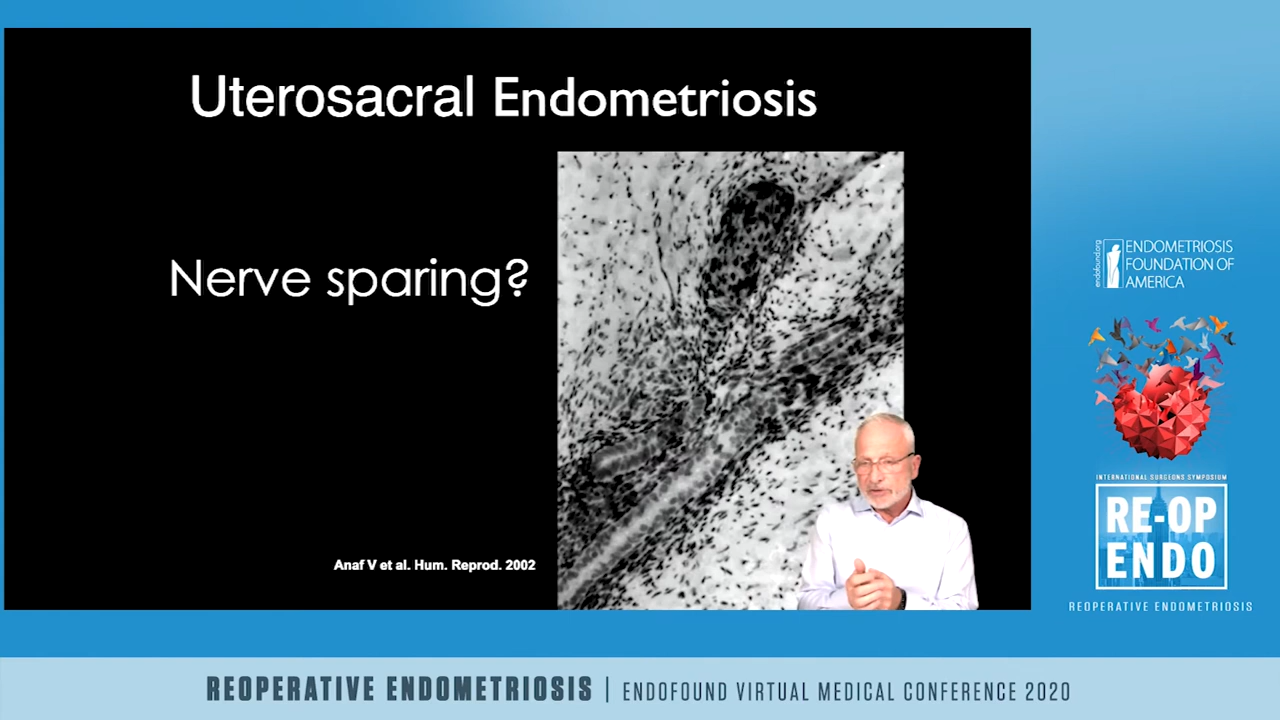 Uterosacral Endometriosis
Nerve sparing?
Anaf V et al. Hum. Reprod. 2002
endofound.org
ENDOMETRIOSIS
FOUNDATION OF
AMERICA
INTERNATIONAL SURGEONS SYMPOSIUM
RE-OP
ENDO
REOPERATIVE ENDOMETRIOSIS
REOPERATIVE ENDOMETRIOSIS | ENDOFOUND VIRTUAL MEDICAL CONFERENCE 2020